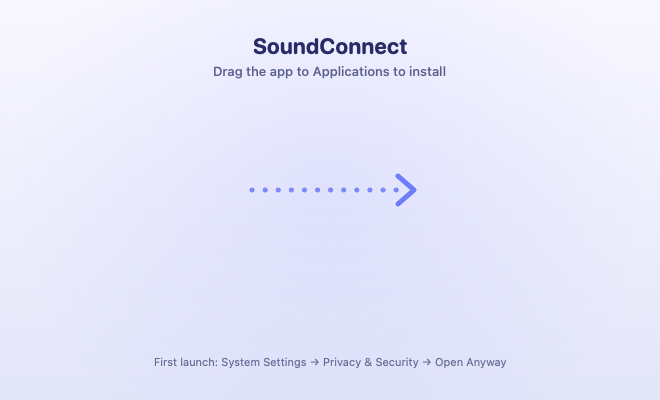 SoundConnect
Drag the app to Applications to install
First launch: System Settings → Privacy & Security → Open Anyway